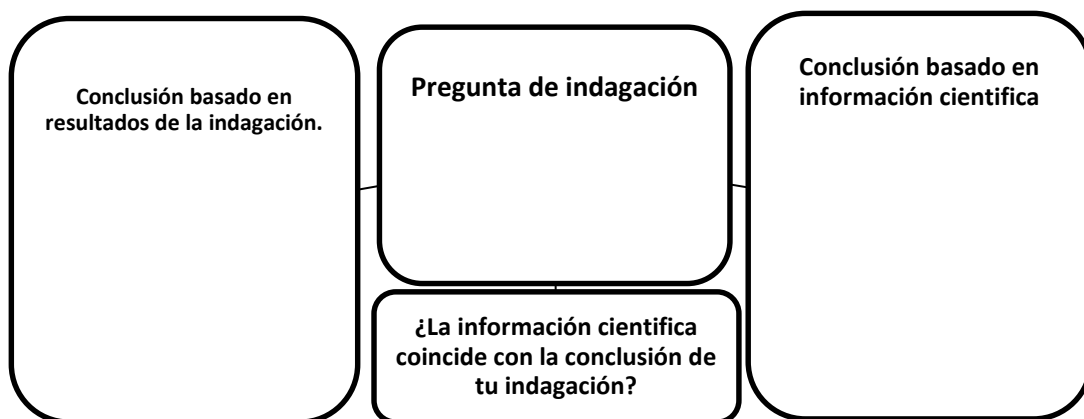 Conclusión basado en
resultados de la indagación.
Pregunta de indagación
Conclusión basado en
información cientifica
¿La información cientifica
coincide con la conclusión de
tu indagación?